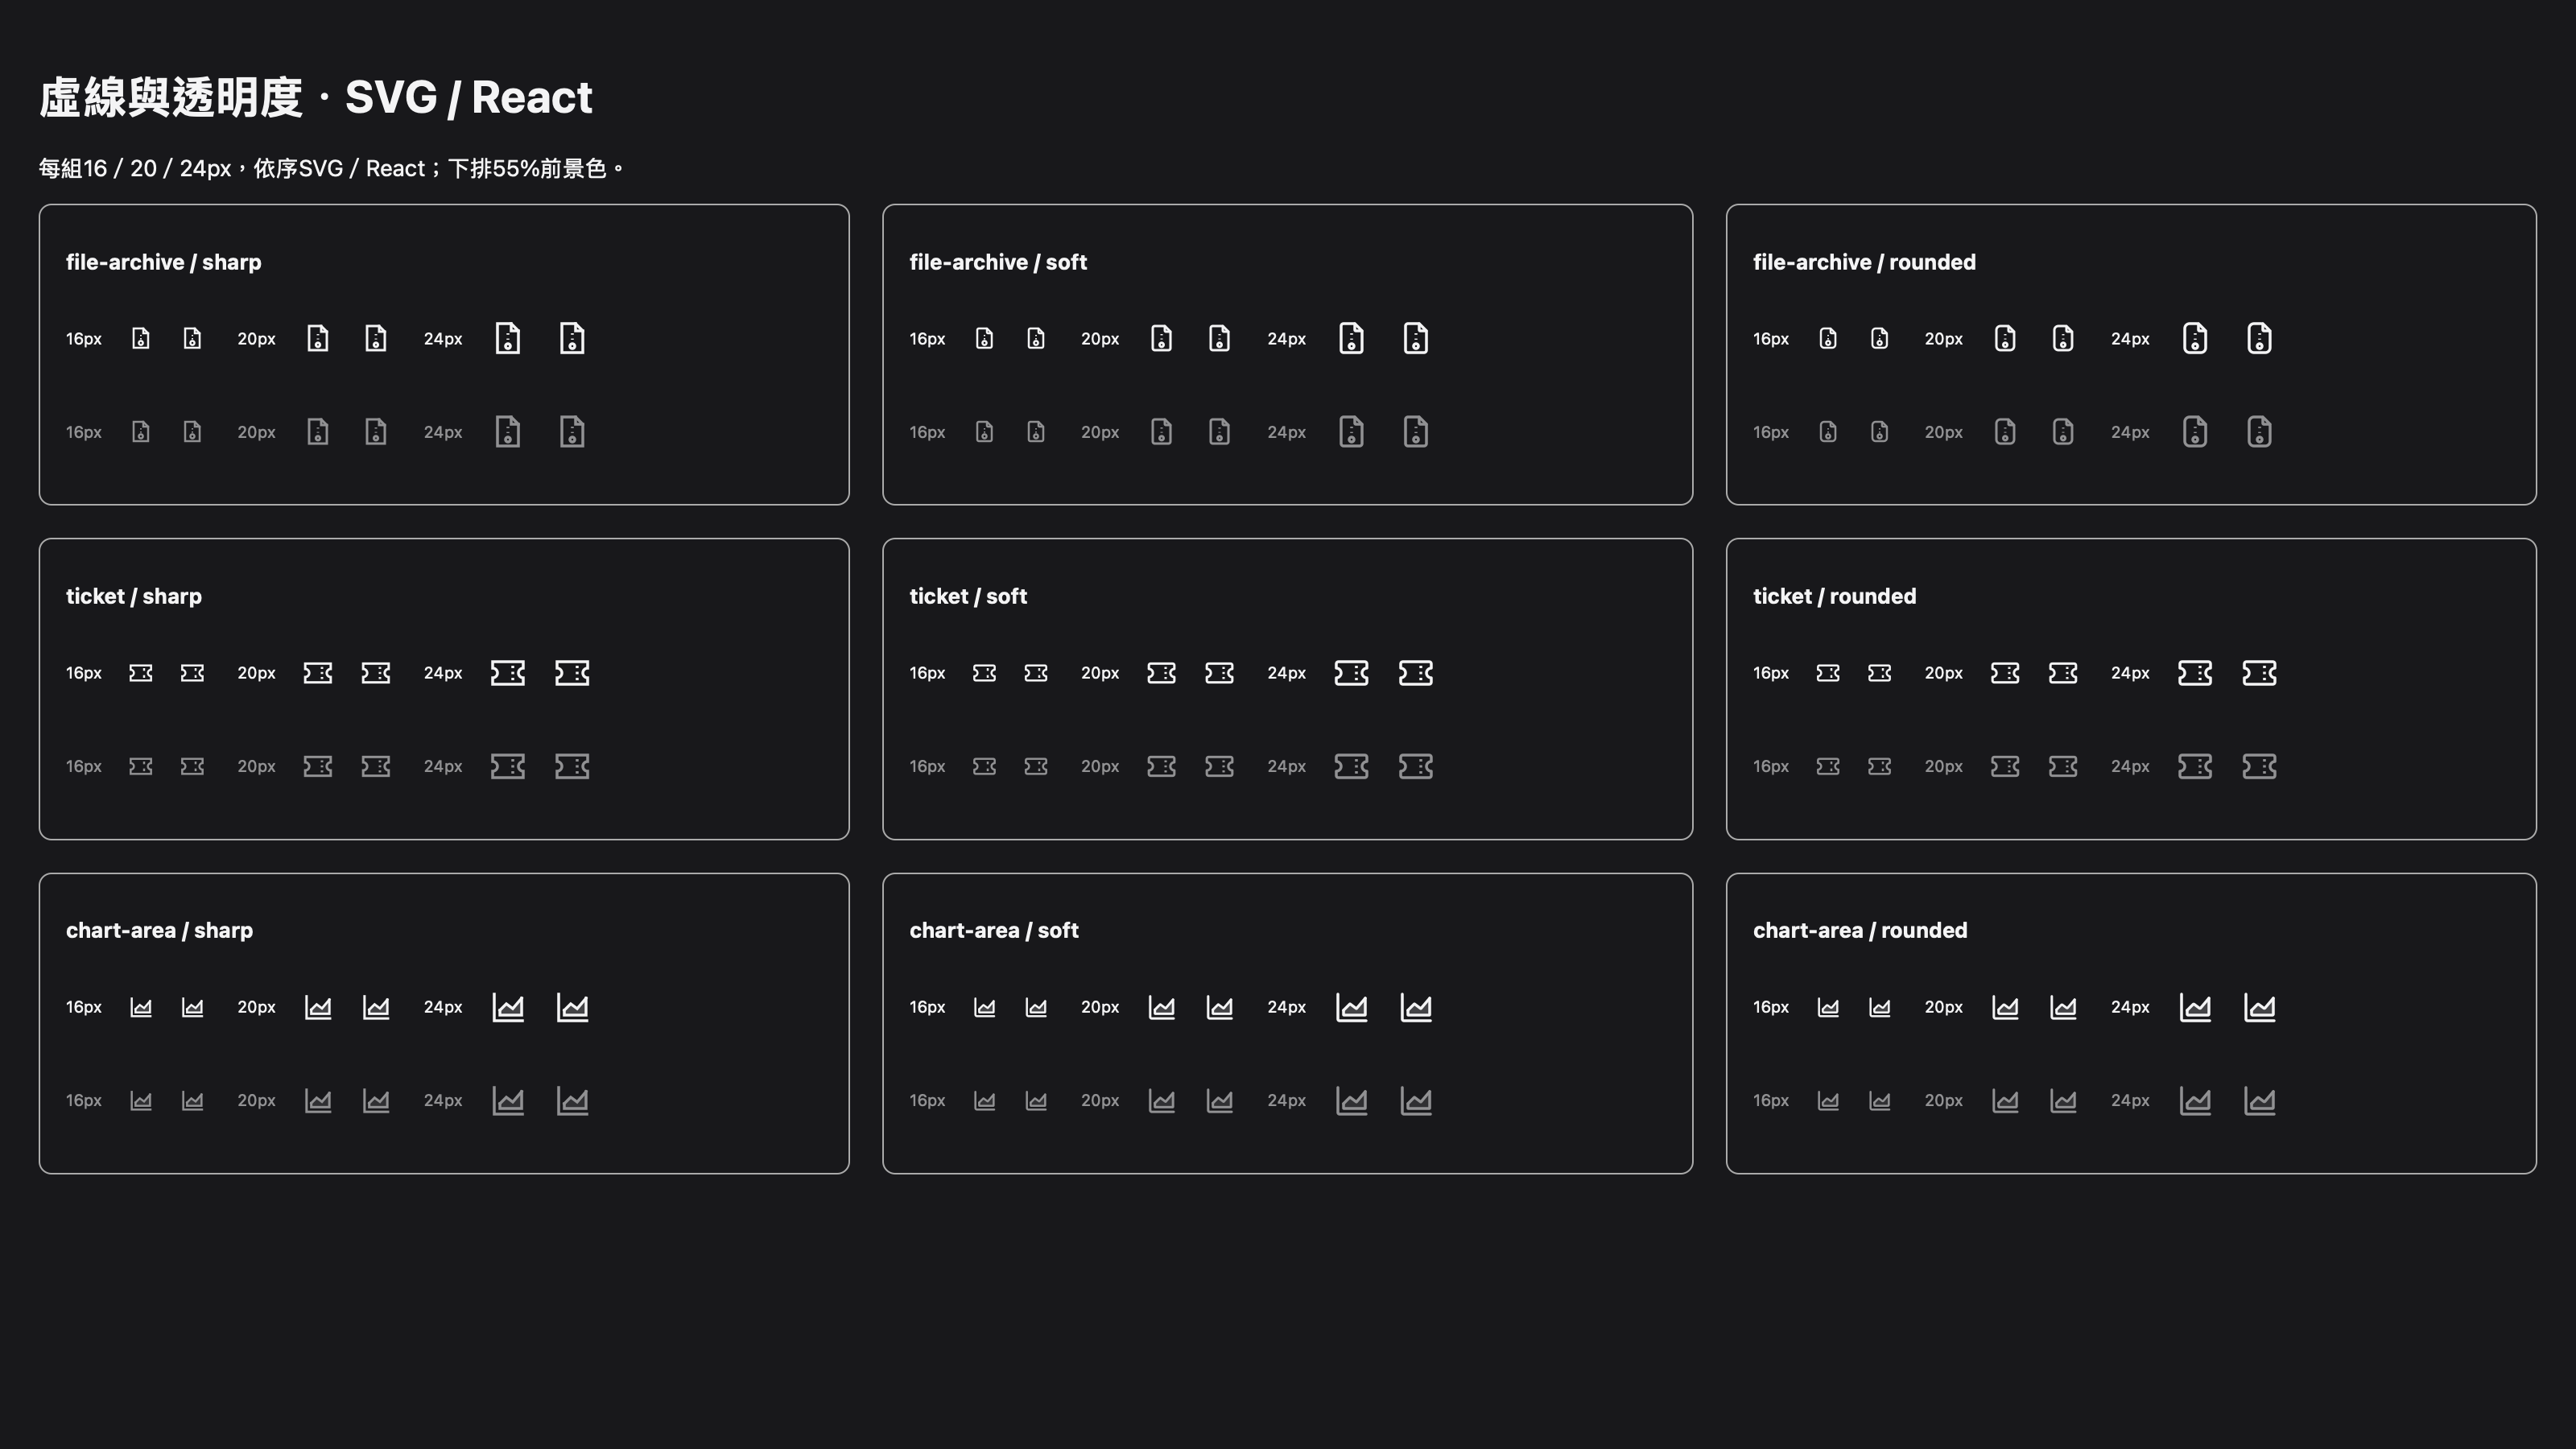 虛線與透明度 · SVG / React
每組16 / 20 / 24px，依序SVG / React；下排55%前景色。
file-archive / sharp
16px 20px 24px
16px 20px 24px
file-archive / soft
16px 20px 24px
16px 20px 24px
file-archive / rounded
16px 20px 24px
16px 20px 24px
ticket / sharp
16px 20px 24px
16px 20px 24px
ticket / soft
16px 20px 24px
16px 20px 24px
ticket / rounded
16px 20px 24px
16px 20px 24px
chart-area / sharp
16px 20px 24px
16px 20px 24px
chart-area / soft
16px 20px 24px
16px 20px 24px
chart-area / rounded
16px 20px 24px
16px 20px 24px